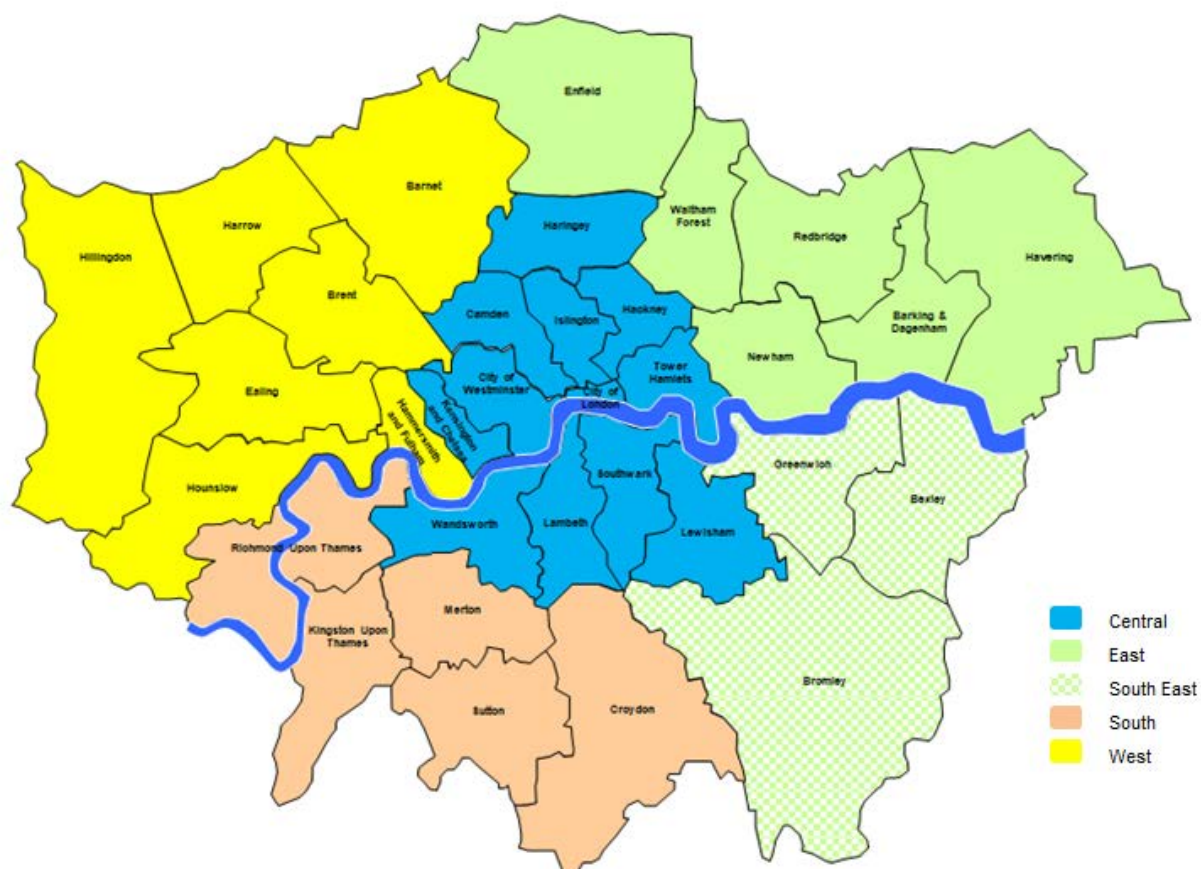 Enfield
Barnet
Haringey
Waltham
Forest
Redbridge
Havering
Harrow
Hillingdon
Brent
Camden
Islington
Hackney
Barking &
Dagenham
Newham
Tower
Hamlets
City of
Westminster
City of
London
Ealing
Hammersmith
and Fulham
Kensington
and Chelsea
Hounslow
Greenwich
Bexley
Southwark
Wandsworth
Lambeth
Lewisham
Richmond Upon Thames
Merton
Kingston Upon
Thames
Sutton
Croydon
Bromley
Central
East
South East
South
West